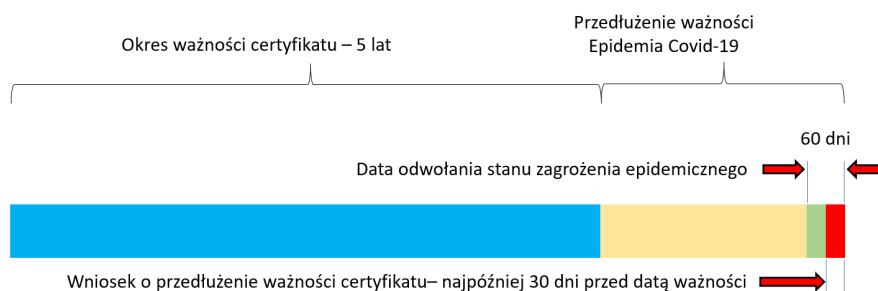 Przedłużenie ważności
Okres ważności certyfikatu – 5 lat
Epidemia Covid-19
60 dni
Data odwołania stanu zagrożenia epidemicznego
Wniosek o przedłużenie ważności certyfikatu– najpóźniej 30 dni przed datą ważności